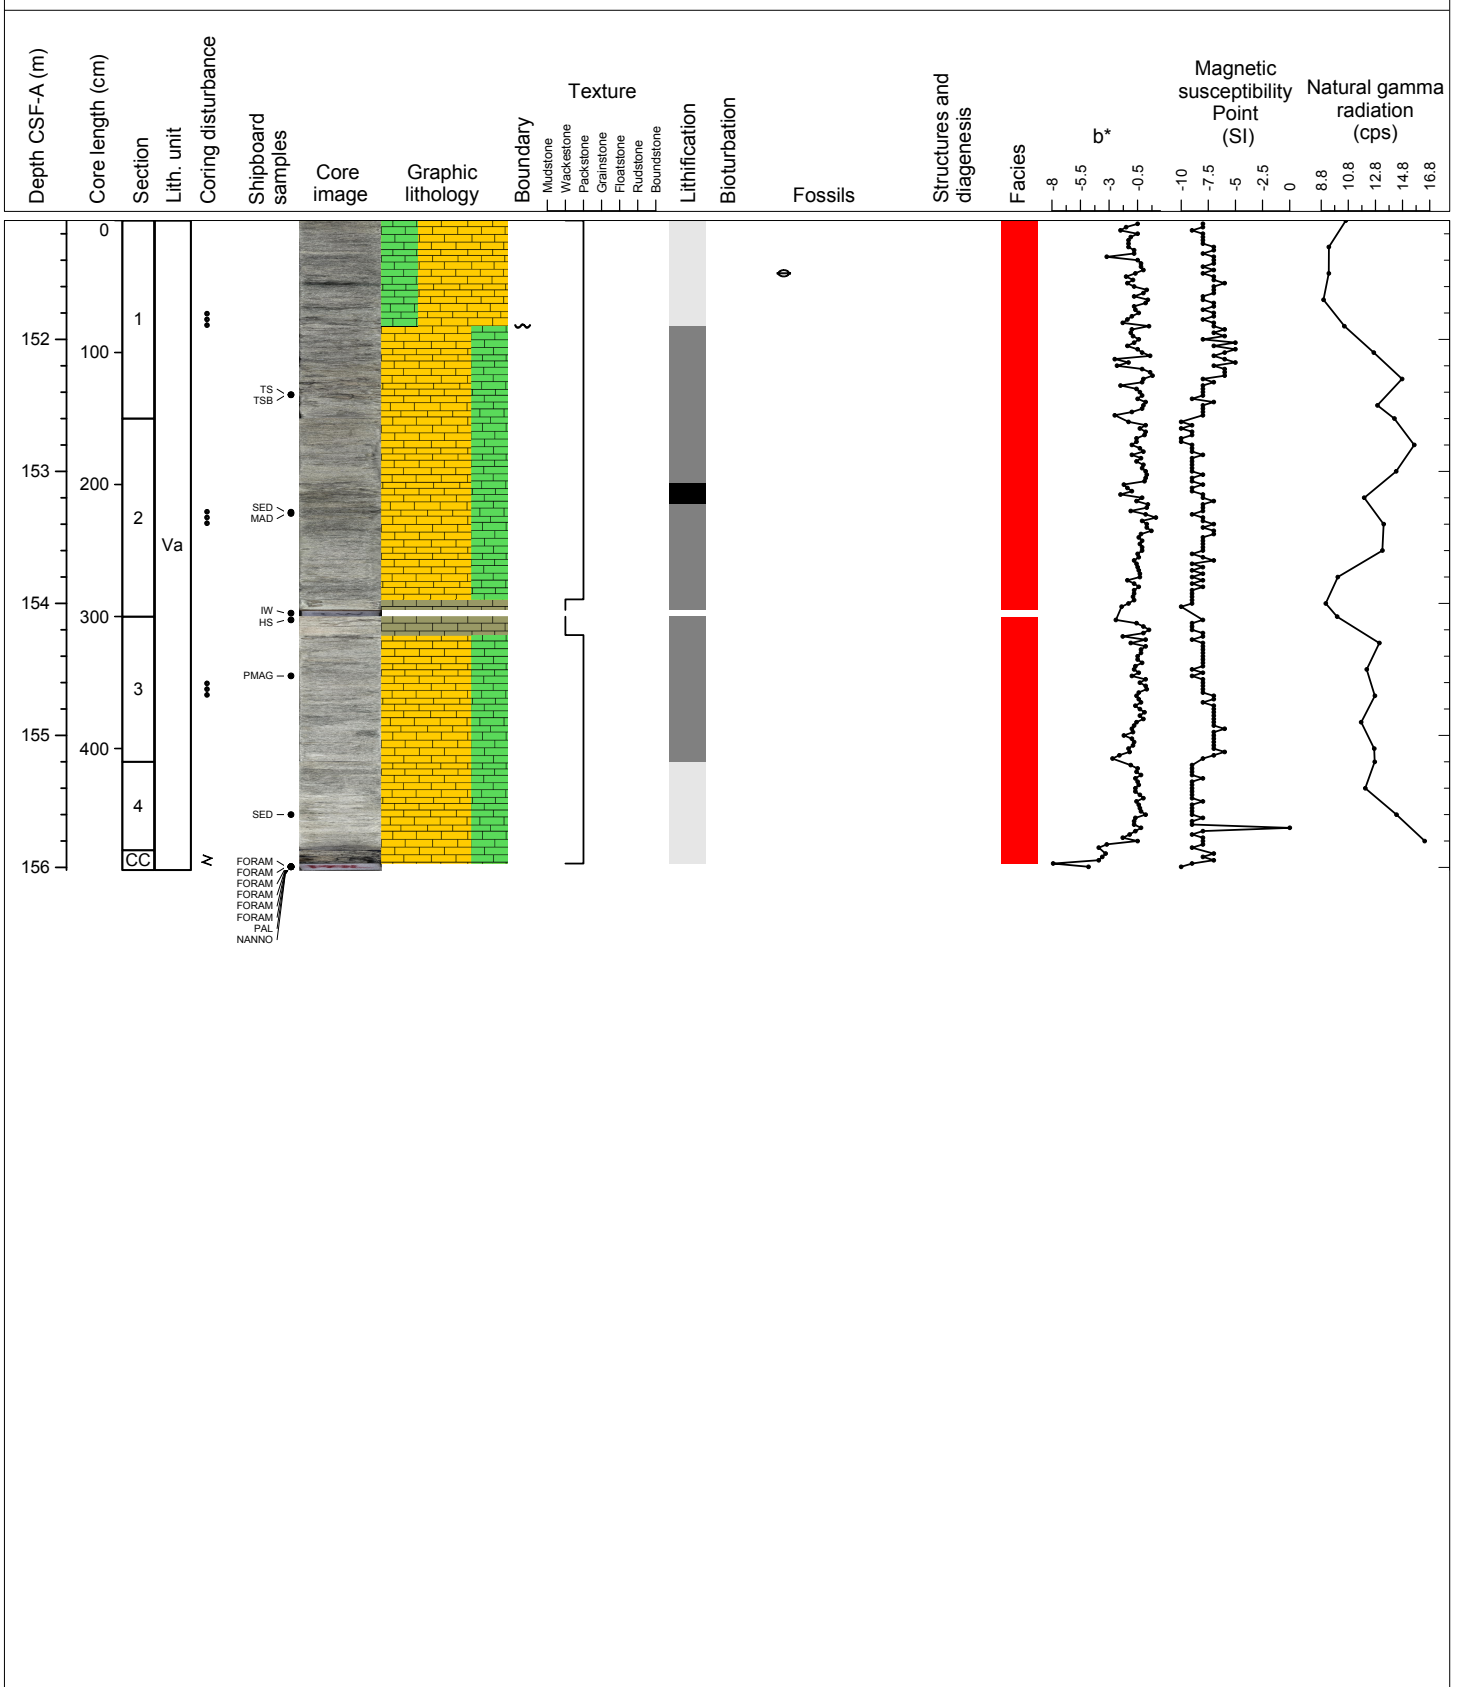 Depth CSF-A (m)
Core length (cm)
Section
Lith. unit
Coring disturbance
Shipboard
samples
Core
image
Graphic
lithology
Boundary
Texture
Mudstone
Wackestone
Packstone
Grainstone
Floatstone
Rudstone
Boundstone
Lithification
Bioturbation
Fossils
Structures and
diagenesis
Facies
b*
-8
-5.5
-3
-0.5
Magnetic
susceptibility
Point
(SI)
-10
-7.5
-5
-2.5
0
Natural gamma
radiation
(cps)
8.8
10.8
12.8
14.8
16.8
152
153
154
155
156
0
100
200
300
400
1
2
3
4
CC
Va
TS
TSB
SED
MAD
IW
HS
PMAG
SED
FORAM
FORAM
FORAM
FORAM
FORAM
FORAM
PAL
NANNO